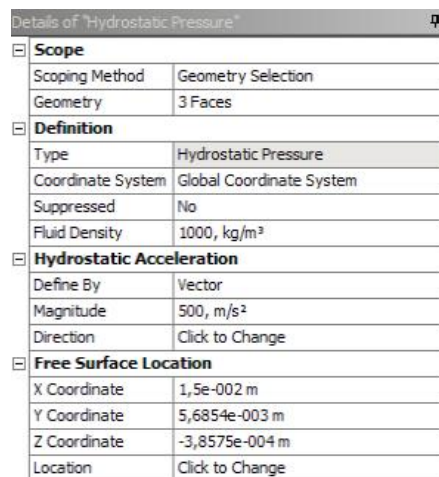 Details of "Hydrostatic Pressure"
Scope
Scoping Method Geometry Selection
Geometry 3 Faces
Definition
Type Hydrostatic Pressure
Coordinate System Global Coordinate System
Suppressed No
Fluid Density 1000, kg/m³
Hydrostatic Acceleration
Define By Vector
Magnitude 500, m/s²
Direction Click to Change
Free Surface Location
X Coordinate 1,5e-002 m
Y Coordinate 5,6854e-003 m
Z Coordinate -3,8575e-004 m
Location Click to Change